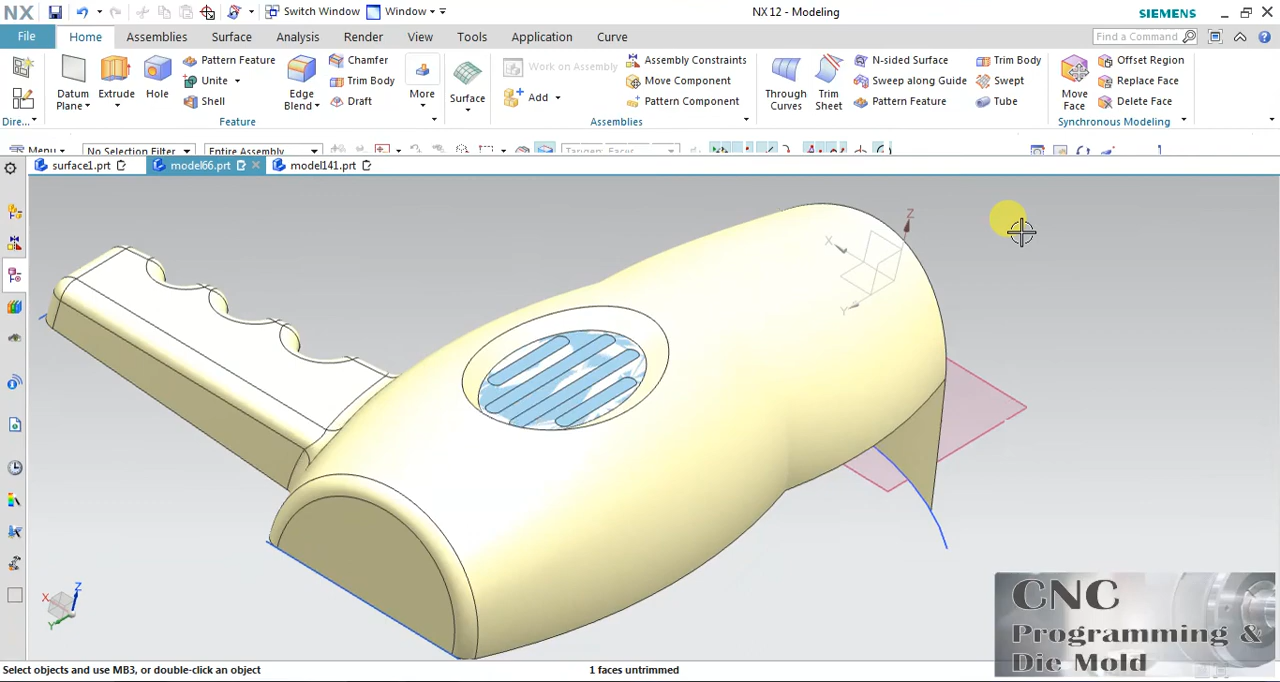 NX Switch Window Window NX 12 - Modeling SIEMENS
File Home Assemblies Surface Analysis Render View Tools Application Curve Find a Command
Datum Plane Extrude Hole Pattern Feature Unite Shell Edge Blend Chamfer Trim Body Draft More Surface
Work on Assembly Add Assembly Constraints Move Component Pattern Component
Through Curves Trim Sheet N-sided Surface Sweep along Guide Pattern Feature Trim Body Swept Tube
Move Face Offset Region Replace Face Delete Face
Dire... Feature Assemblies Synchronous Modeling
Menu No Selection Filter Entire Assembly Tangent Faces
surface1.prt model66.prt model141.prt
Z
X
Y
Z
X
Y
CNC
Programming &
Die Mold
Select objects and use MB3, or double-click an object 1 faces untrimmed